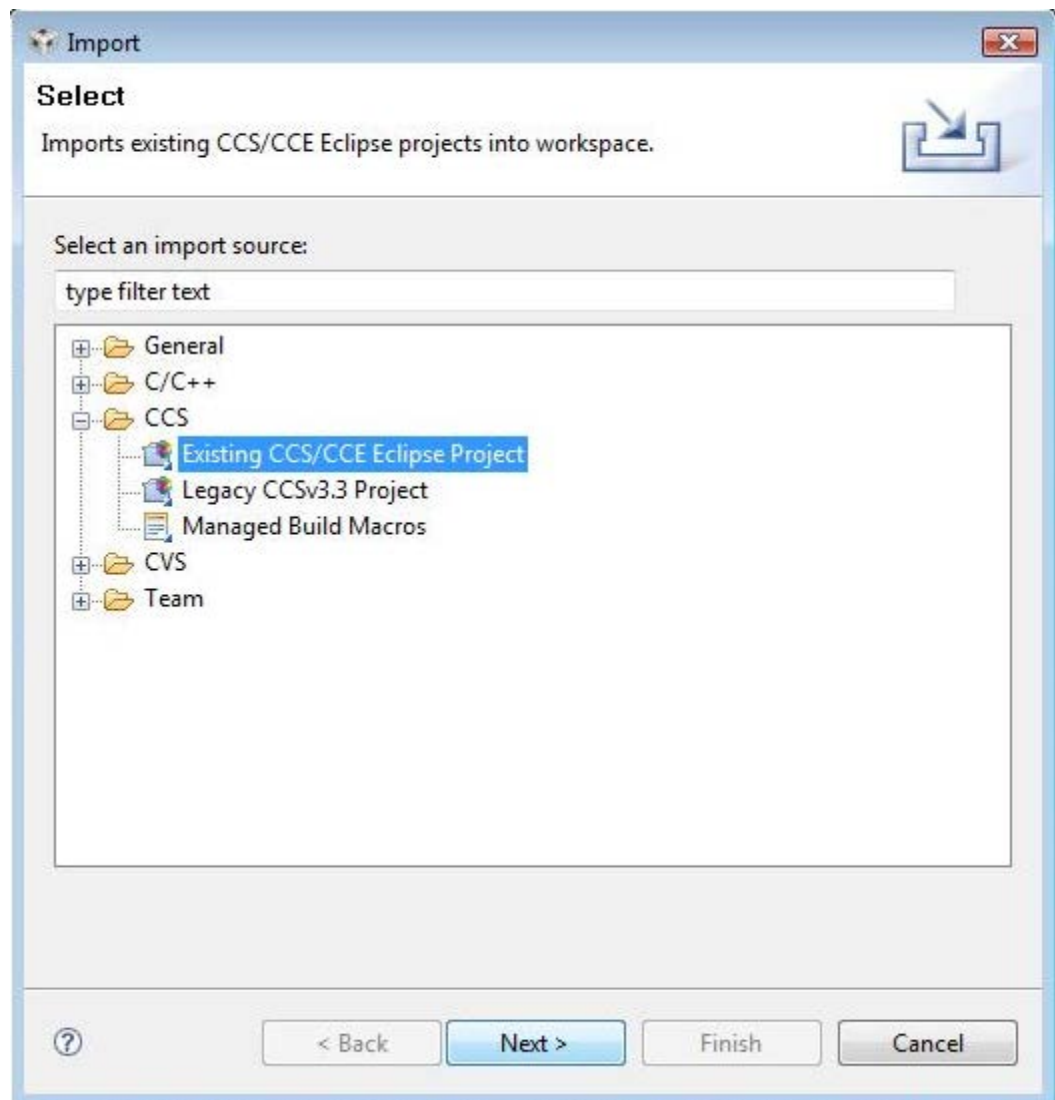 Import
Select
Imports existing CCS/CCE Eclipse projects into workspace.
Select an import source:
type filter text
General
C/C++
CCS
Existing CCS/CCE Eclipse Project
Legacy CCSv3.3 Project
Managed Build Macros
CVS
Team
? < Back Next > Finish Cancel